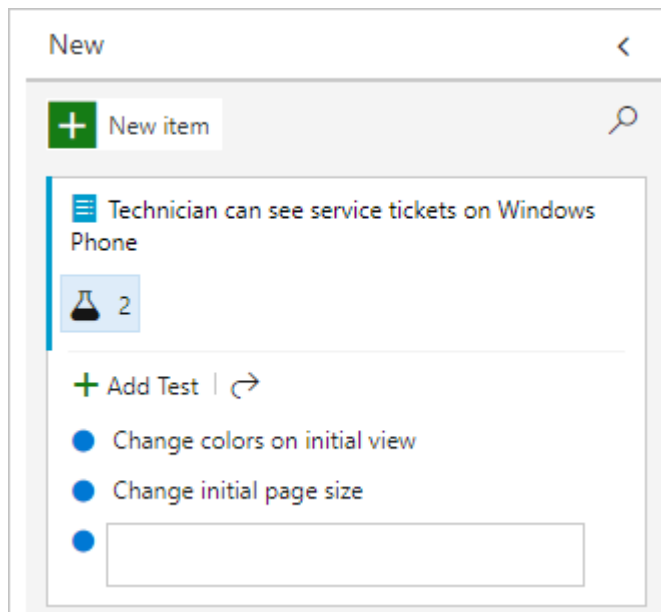 New
New item
Technician can see service tickets on Windows
Phone
2
Add Test
Change colors on initial view
Change initial page size